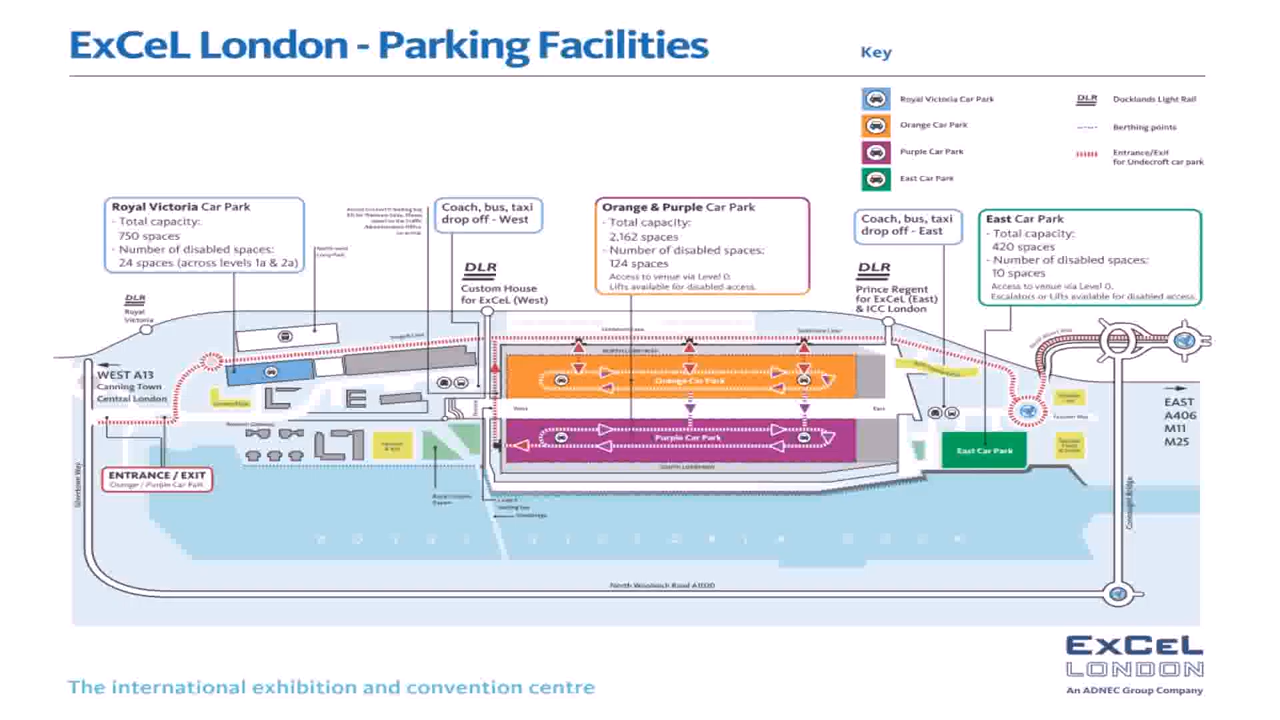 ExCeL London - Parking Facilities
Key
Royal Victoria Car Park
Orange Car Park
Purple Car Park
East Car Park
DLR Docklands Light Rail
Berthing points
Entrance/Exit
for Undercroft car park
Royal Victoria Car Park
- Total capacity:
750 spaces
- Number of disabled spaces:
24 spaces (across levels 1a & 2a)
Coach, bus, taxi
drop off - West
Orange & Purple Car Park
- Total capacity:
2,162 spaces
- Number of disabled spaces:
124 spaces
Access to venue via Level 0.
Lifts available for disabled access.
Coach, bus, taxi
drop off - East
East Car Park
- Total capacity:
420 spaces
- Number of disabled spaces:
10 spaces
Access to venue via Level 0.
Escalators or Lifts available for disabled access.
DLR
Royal
Victoria
DLR
Custom House
for ExCeL (West)
DLR
Prince Regent
for ExCeL (East)
& ICC London
WEST A13
Canning Town
Central London
Orange Car Park
Purple Car Park
East Car Park
EAST
A406
M11
M25
ENTRANCE / EXIT
Orange / Purple Car Park
Silvertown Way
Connaught Bridge
ROYAL VICTORIA DOCK
North Woolwich Road A1020
ExCeL
LONDON
An ADNEC Group Company
The international exhibition and convention centre